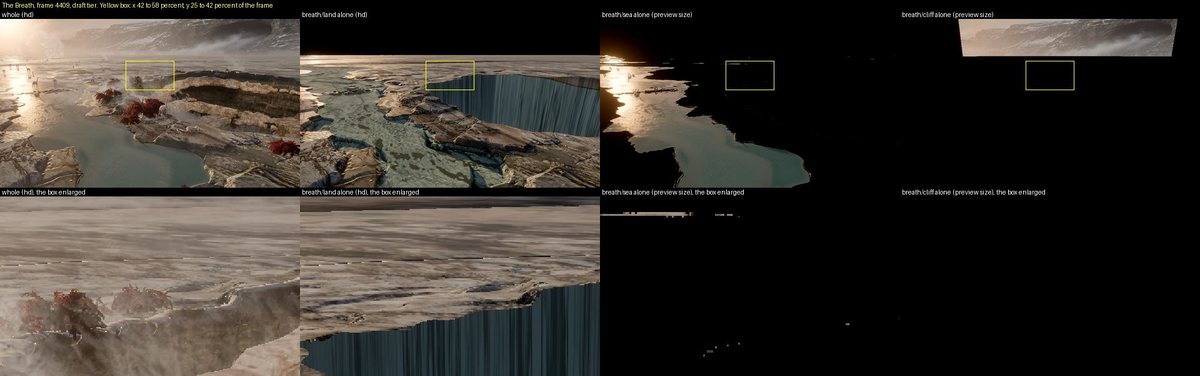 The Breath, frame 4409, draft tier. Yellow box: x 42 to 58 percent, y 25 to 42 percent of the frame
whole (hd)
breath/land alone (hd)
breath/sea alone (preview size)
breath/cliff alone (preview size)
whole (hd), the box enlarged
breath/land alone (hd), the box enlarged
breath/sea alone (preview size), the box enlarged
breath/cliff alone (preview size), the box enlarged